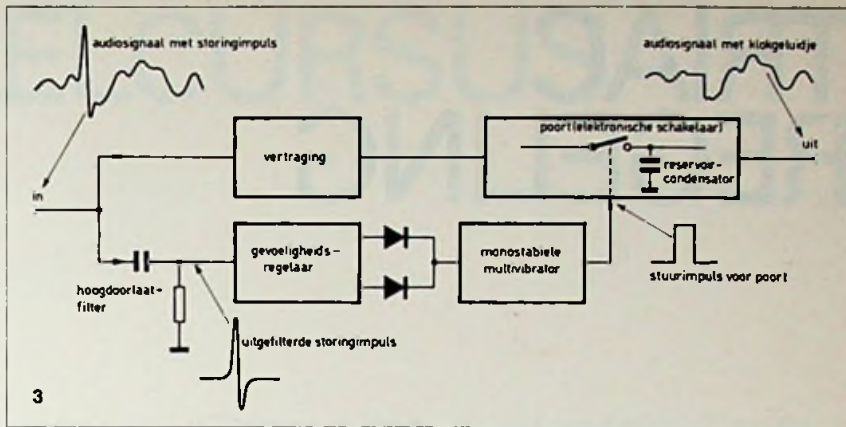 audiosignaal met storingimpuls
audiosignaal met klokgeluidje
poort(elektronische schakelaar)
uit
vertraging
reservoir-
condensator
in
gevoeligheids-
regelaar
monostabiele
multivibrator
stuurimpuls voor poort
hoogdoorlaat-
filter
uitgefilterde storingimpuls
3